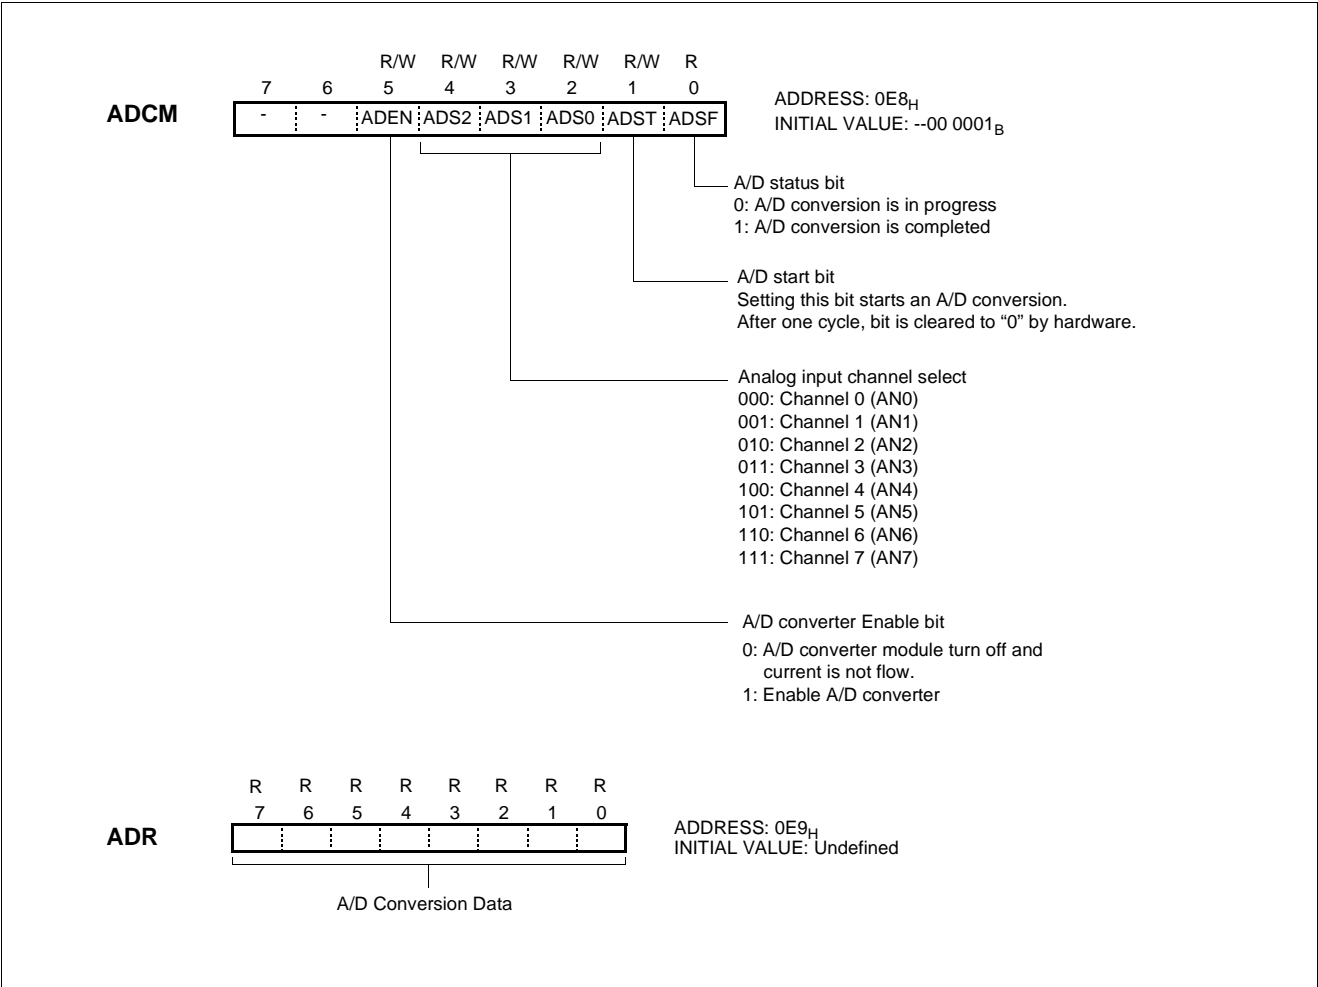 R/W R/W R/W R/W R/W R
7 6 5 4 3 2 1 0
ADCM
- - ADEN ADS2 ADS1 ADS0 ADST ADSF
ADDRESS: 0E8H
INITIAL VALUE: --00 0001B
A/D status bit
0: A/D conversion is in progress
1: A/D conversion is completed
A/D start bit
Setting this bit starts an A/D conversion.
After one cycle, bit is cleared to “0” by hardware.
Analog input channel select
000: Channel 0 (AN0)
001: Channel 1 (AN1)
010: Channel 2 (AN2)
011: Channel 3 (AN3)
100: Channel 4 (AN4)
101: Channel 5 (AN5)
110: Channel 6 (AN6)
111: Channel 7 (AN7)
A/D converter Enable bit
0: A/D converter module turn off and
current is not flow.
1: Enable A/D converter
R R R R R R R R
7 6 5 4 3 2 1 0
ADR
ADDRESS: 0E9H
INITIAL VALUE: Undefined
A/D Conversion Data